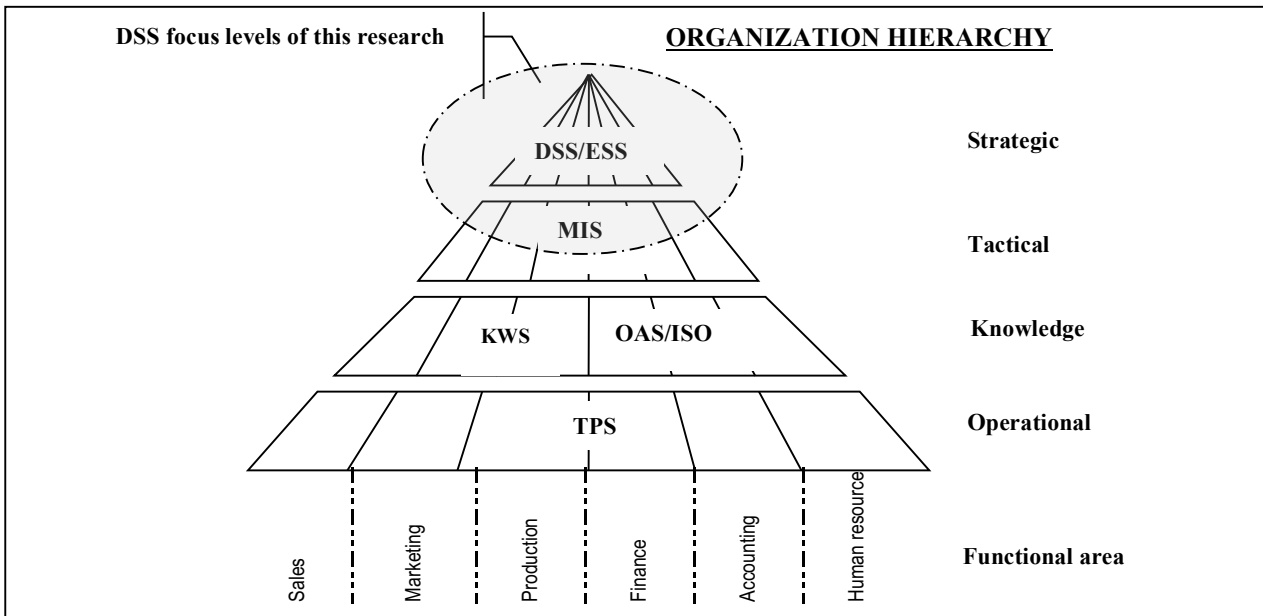 DSS focus levels of this research
ORGANIZATION HIERARCHY
DSS/ESS
Strategic
MIS
Tactical
KWS
OAS/ISO
Knowledge
TPS
Operational
Sales
Marketing
Production
Finance
Accounting
Human resource
Functional area